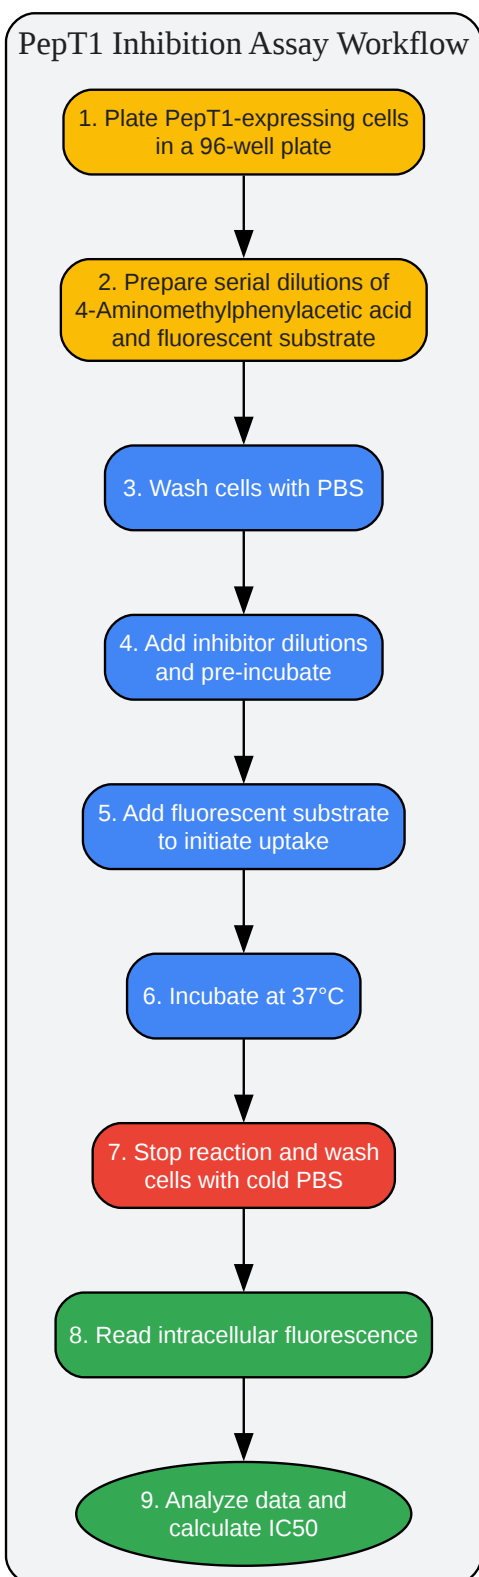 PepT1 Inhibition Assay Workflow
1. Plate PepT1-expressing cells
in a 96-well plate
2. Prepare serial dilutions of
4-Aminomethylphenylacetic acid
and fluorescent substrate
3. Wash cells with PBS
4. Add inhibitor dilutions
and pre-incubate
5. Add fluorescent substrate
to initiate uptake
6. Incubate at 37°C
7. Stop reaction and wash
cells with cold PBS
8. Read intracellular fluorescence
9. Analyze data and
calculate IC50